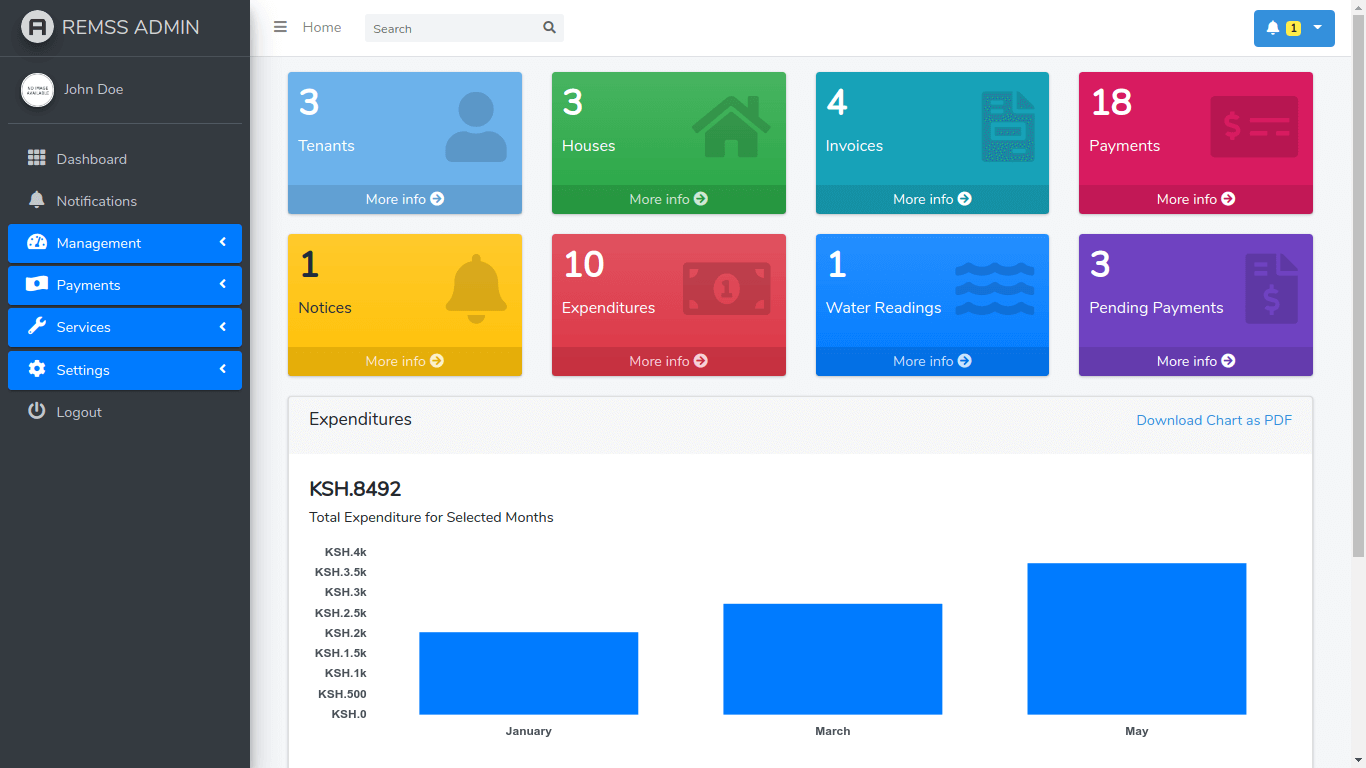 REMSS ADMIN
John Doe
Dashboard
Notifications
Management
Payments
Services
Settings
Logout
Home
Search
1
3
Tenants
More info
3
Houses
More info
4
Invoices
More info
18
Payments
More info
1
Notices
More info
10
Expenditures
More info
1
Water Readings
More info
3
Pending Payments
More info
Expenditures
Download Chart as PDF
KSH.8492
Total Expenditure for Selected Months
KSH.4k
KSH.3.5k
KSH.3k
KSH.2.5k
KSH.2k
KSH.1.5k
KSH.1k
KSH.500
KSH.0
January
March
May